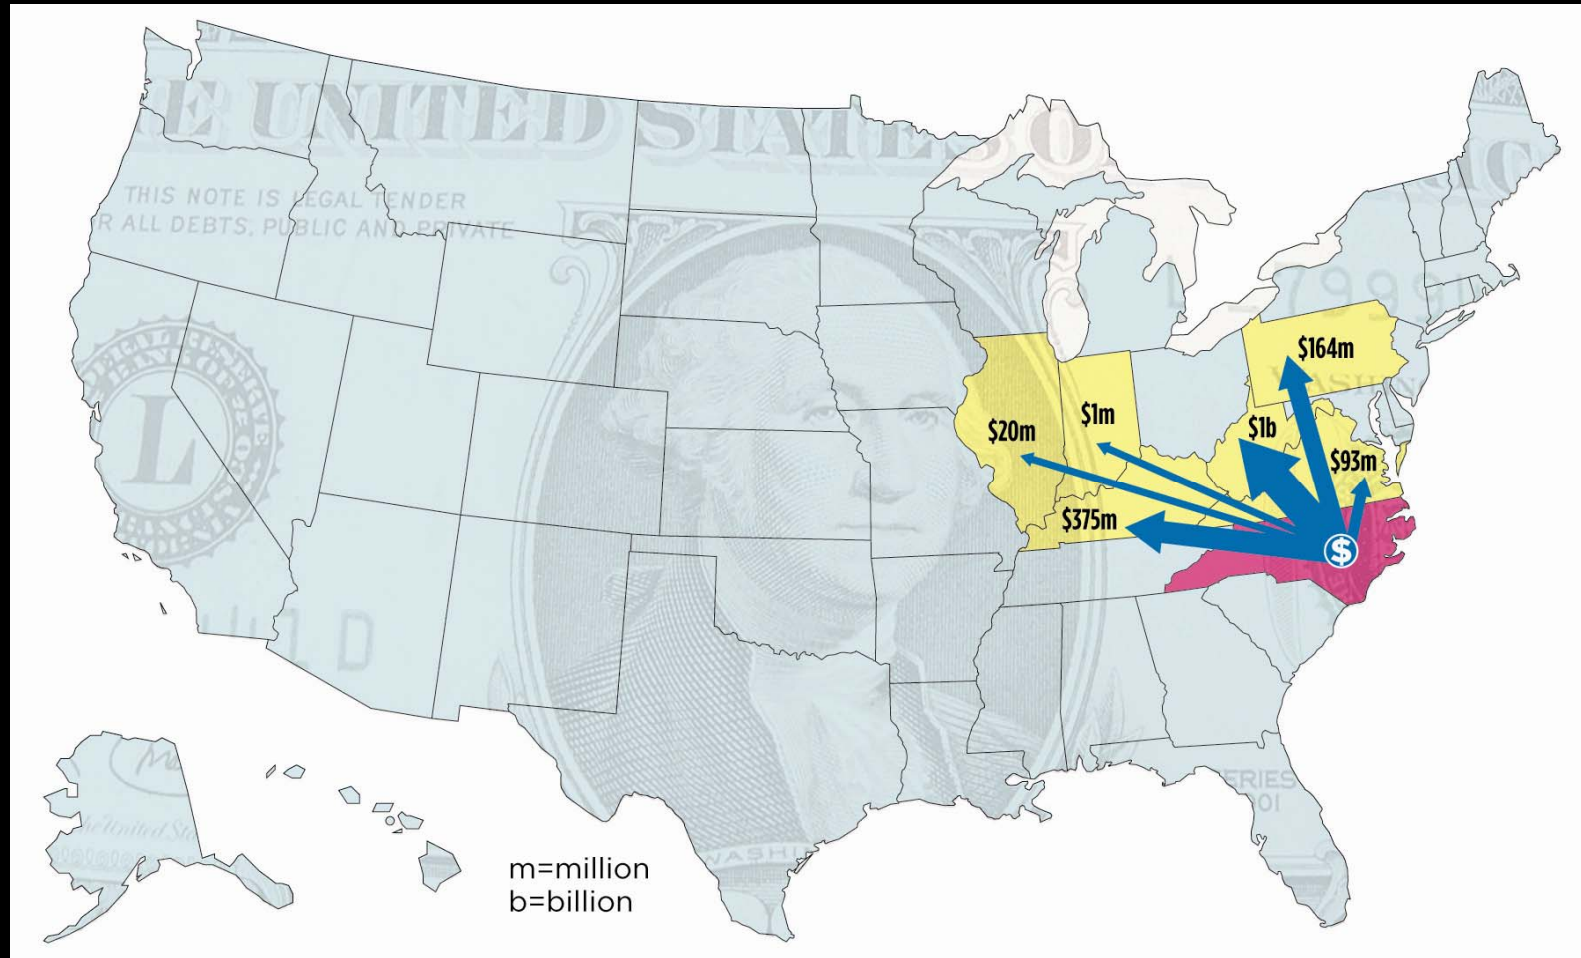 E UNITED STATES O
THIS NOTE IS LEGAL TENDER
R ALL DEBTS, PUBLIC AND PRIVATE
$164m
$1m
$20m
$1b
$93m
$375m
$
L
WASHI
m=million
b=billion